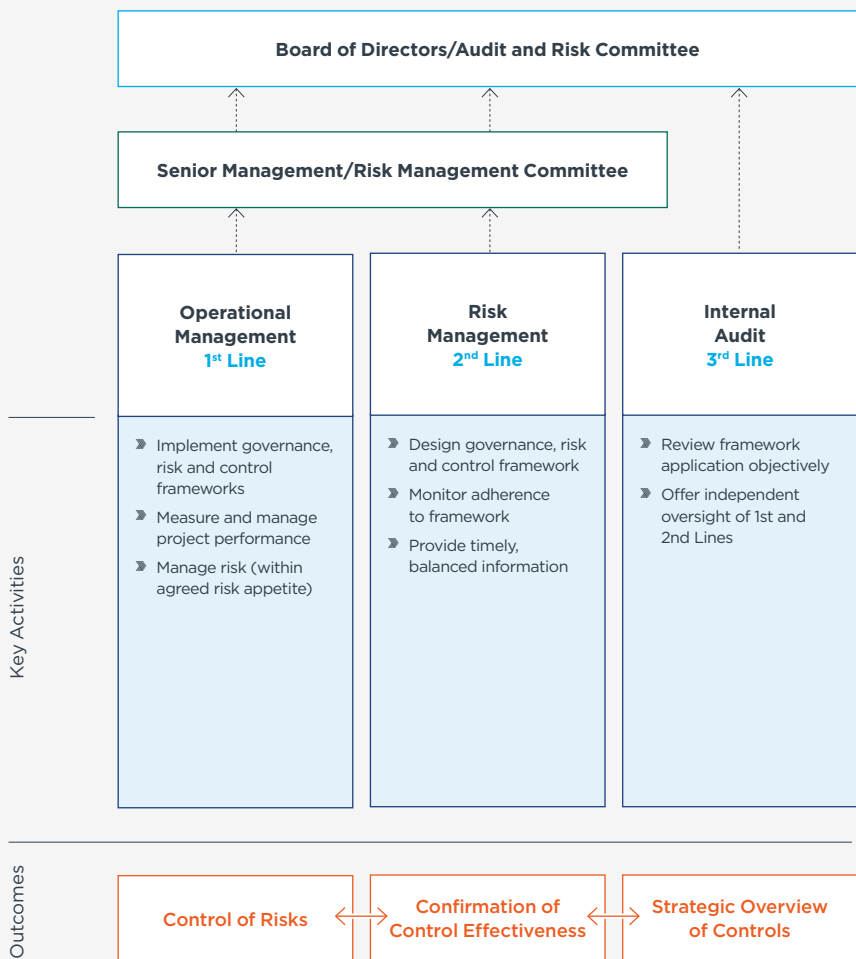 Board of Directors/Audit and Risk Committee
Senior Management/Risk Management Committee
Operational
Management
1st Line
Risk
Management
2nd Line
Internal
Audit
3rd Line
Key Activities
Implement governance,
risk and control
frameworks
Measure and manage
project performance
Manage risk (within
agreed risk appetite)
Design governance, risk
and control framework
Monitor adherence
to framework
Provide timely,
balanced information
Review framework
application objectively
Offer independent
oversight of 1st and
2nd Lines
Outcomes
Control of Risks
Confirmation of
Control Effectiveness
Strategic Overview
of Controls